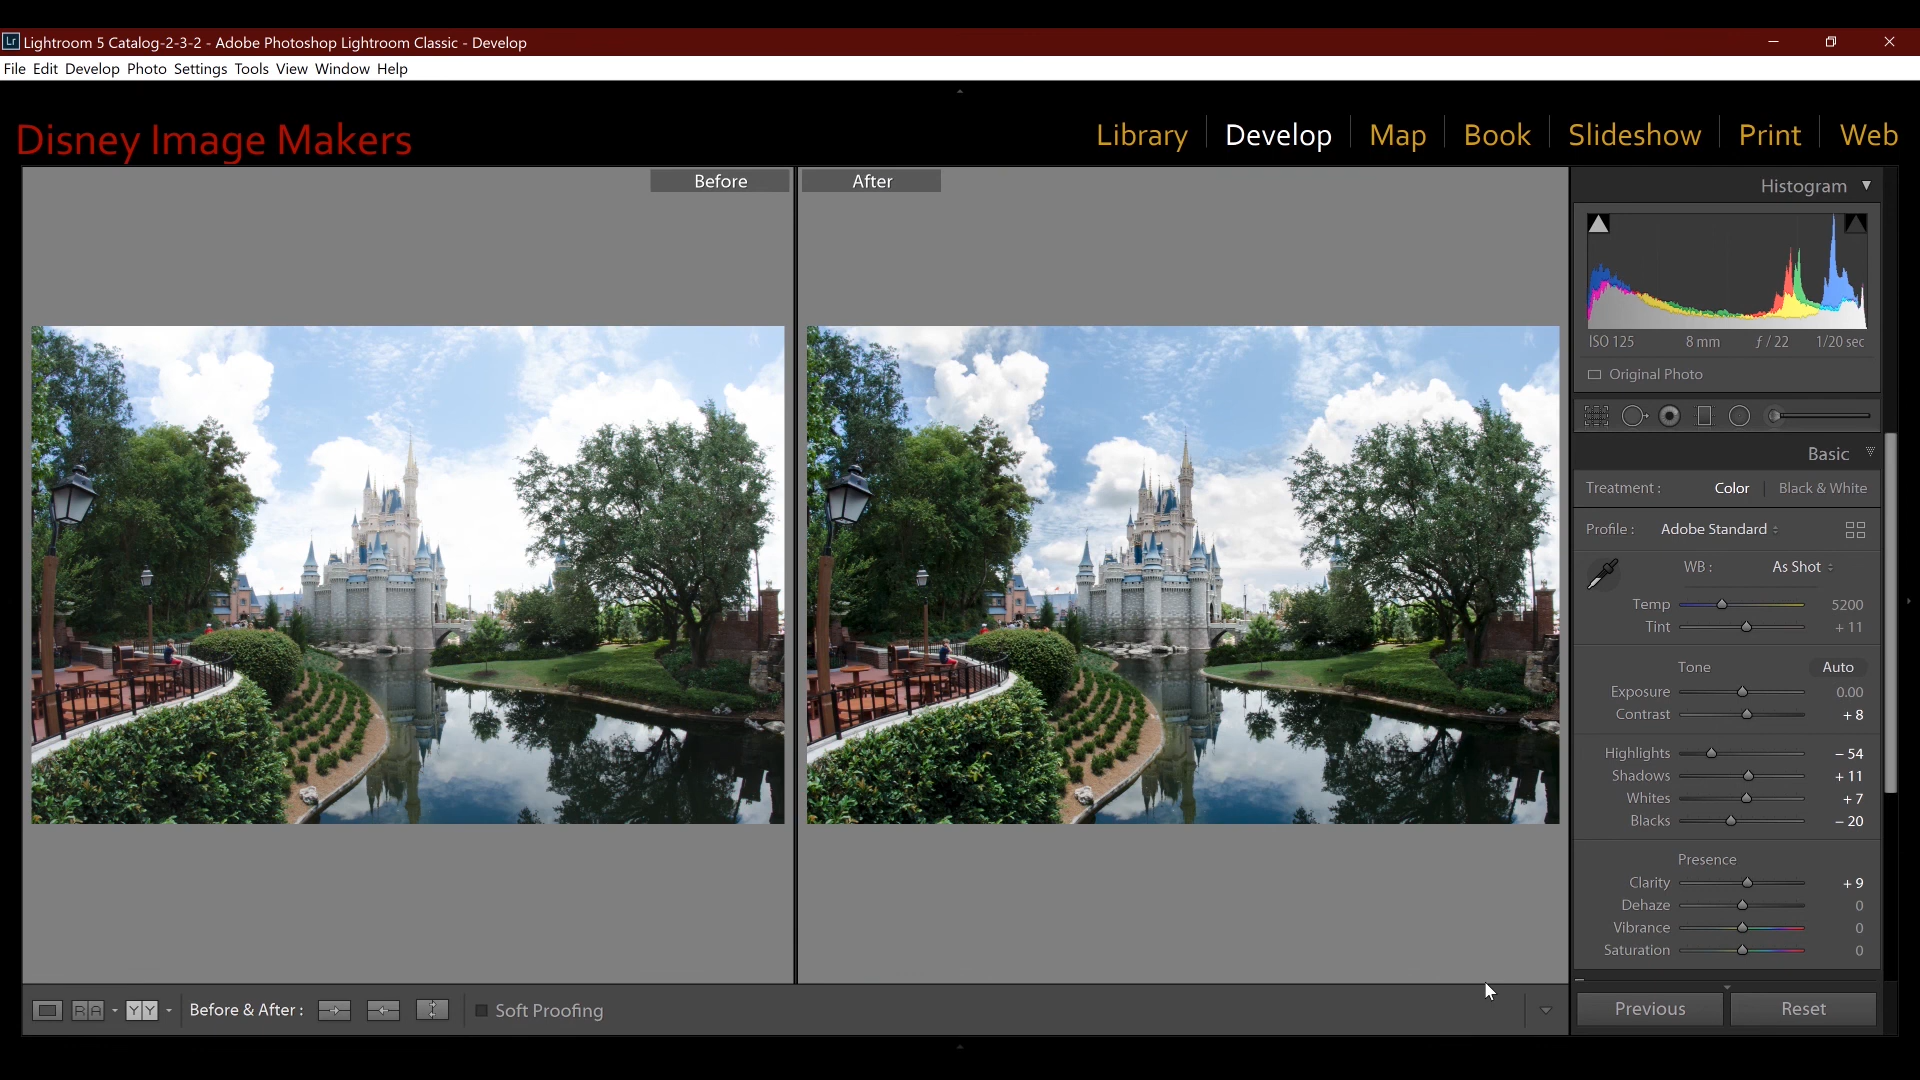 Lr Lightroom 5 Catalog-2-3-2 - Adobe Photoshop Lightroom Classic - Develop
File Edit Develop Photo Settings Tools View Window Help
Disney Image Makers
Library Develop Map Book Slideshow Print Web
Before After
Histogram
ISO 125 8 mm ƒ / 22 1/20 sec
Original Photo
Basic
Treatment : Color Black & White
Profile : Adobe Standard
WB : As Shot
Temp 5200
Tint + 11
Tone Auto
Exposure 0.00
Contrast + 8
Highlights − 54
Shadows + 11
Whites + 7
Blacks − 20
Presence
Clarity + 9
Dehaze 0
Vibrance 0
Saturation 0
R A Y Y Before & After : Soft Proofing
Previous Reset